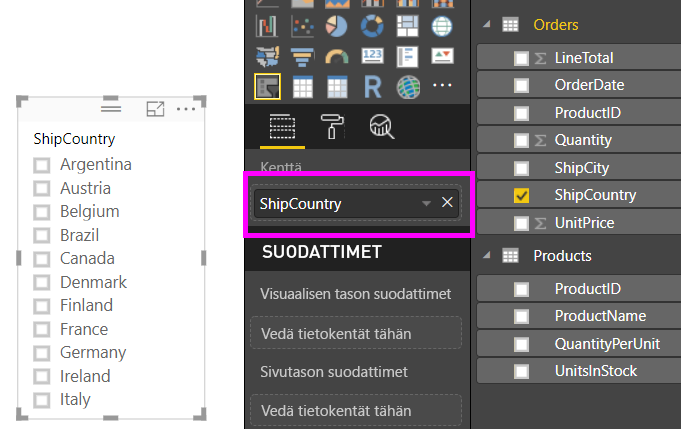 ShipCountry
Argentina
Austria
Belgium
Brazil
Canada
Denmark
Finland
France
Germany
Ireland
Italy
123
R
Kenttä
ShipCountry
SUODATTIMET
Visuaalisen tason suodattimet
Vedä tietokentät tähän
Sivutason suodattimet
Vedä tietokentät tähän
Orders
Σ LineTotal
OrderDate
ProductID
Σ Quantity
ShipCity
ShipCountry
Σ UnitPrice
Products
ProductID
ProductName
QuantityPerUnit
UnitsInStock